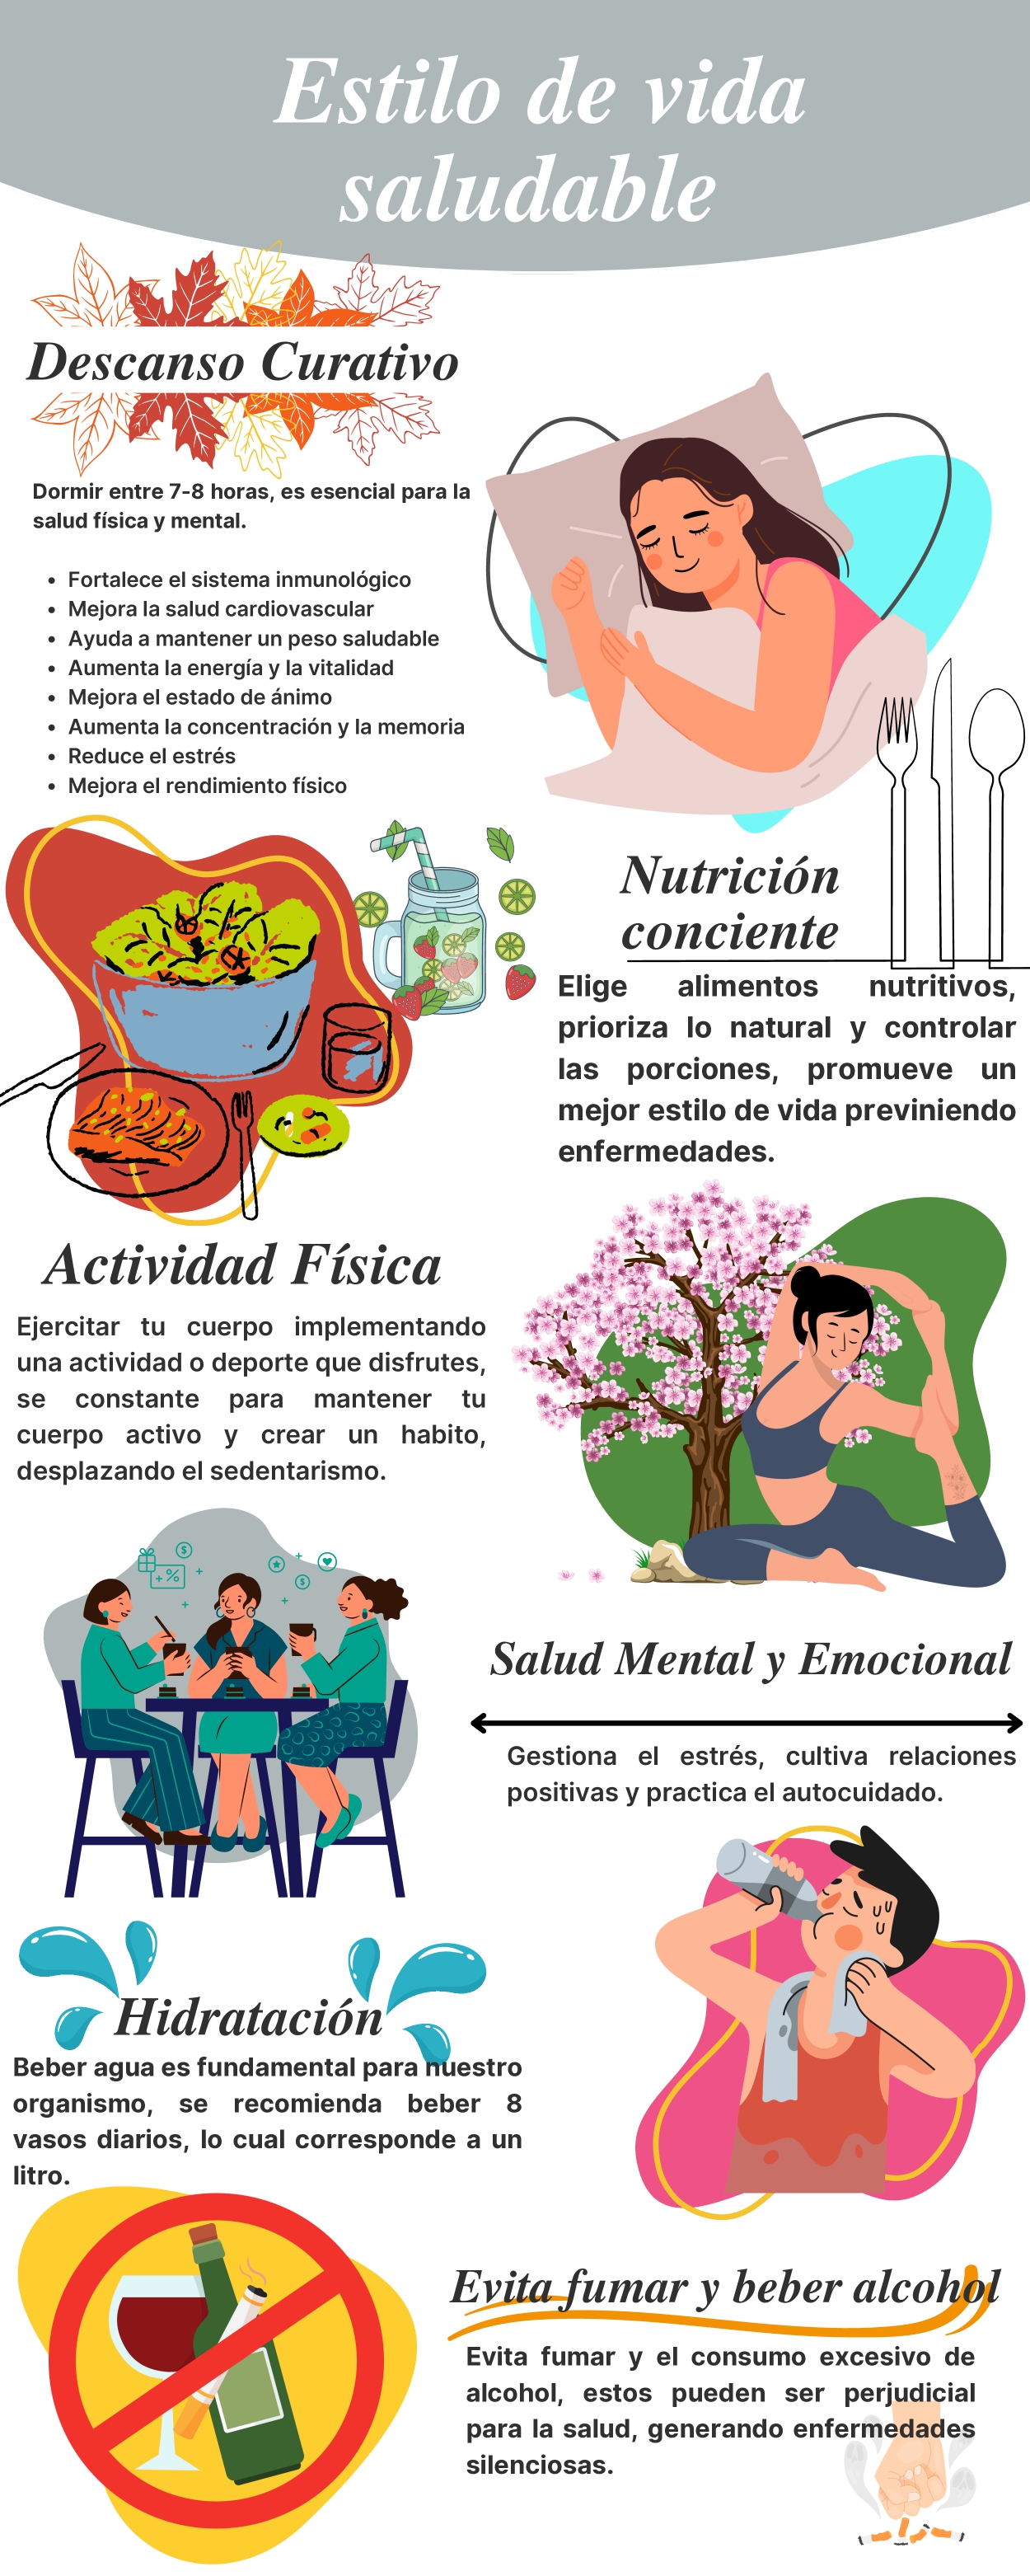 Estilo de vida
saludable
Descanso Curativo
Dormir entre 7-8 horas, es esencial para la
salud física y mental.
• Fortalece el sistema inmunológico
• Mejora la salud cardiovascular
• Ayuda a mantener un peso saludable
• Aumenta la energía y la vitalidad
• Mejora el estado de ánimo
• Aumenta la concentración y la memoria
• Reduce el estrés
• Mejora el rendimiento físico
Nutrición
conciente
Elige alimentos nutritivos,
prioriza lo natural y controlar
las porciones, promueve un
mejor estilo de vida previniendo
enfermedades.
Actividad Física
Ejercitar tu cuerpo implementando
una actividad o deporte que disfrutes,
se constante para mantener tu
cuerpo activo y crear un habito,
desplazando el sedentarismo.
Salud Mental y Emocional
Gestiona el estrés, cultiva relaciones
positivas y practica el autocuidado.
Hidratación
Beber agua es fundamental para nuestro
organismo, se recomienda beber 8
vasos diarios, lo cual corresponde a un
litro.
Evita fumar y beber alcohol
Evita fumar y el consumo excesivo de
alcohol, estos pueden ser perjudicial
para la salud, generando enfermedades
silenciosas.